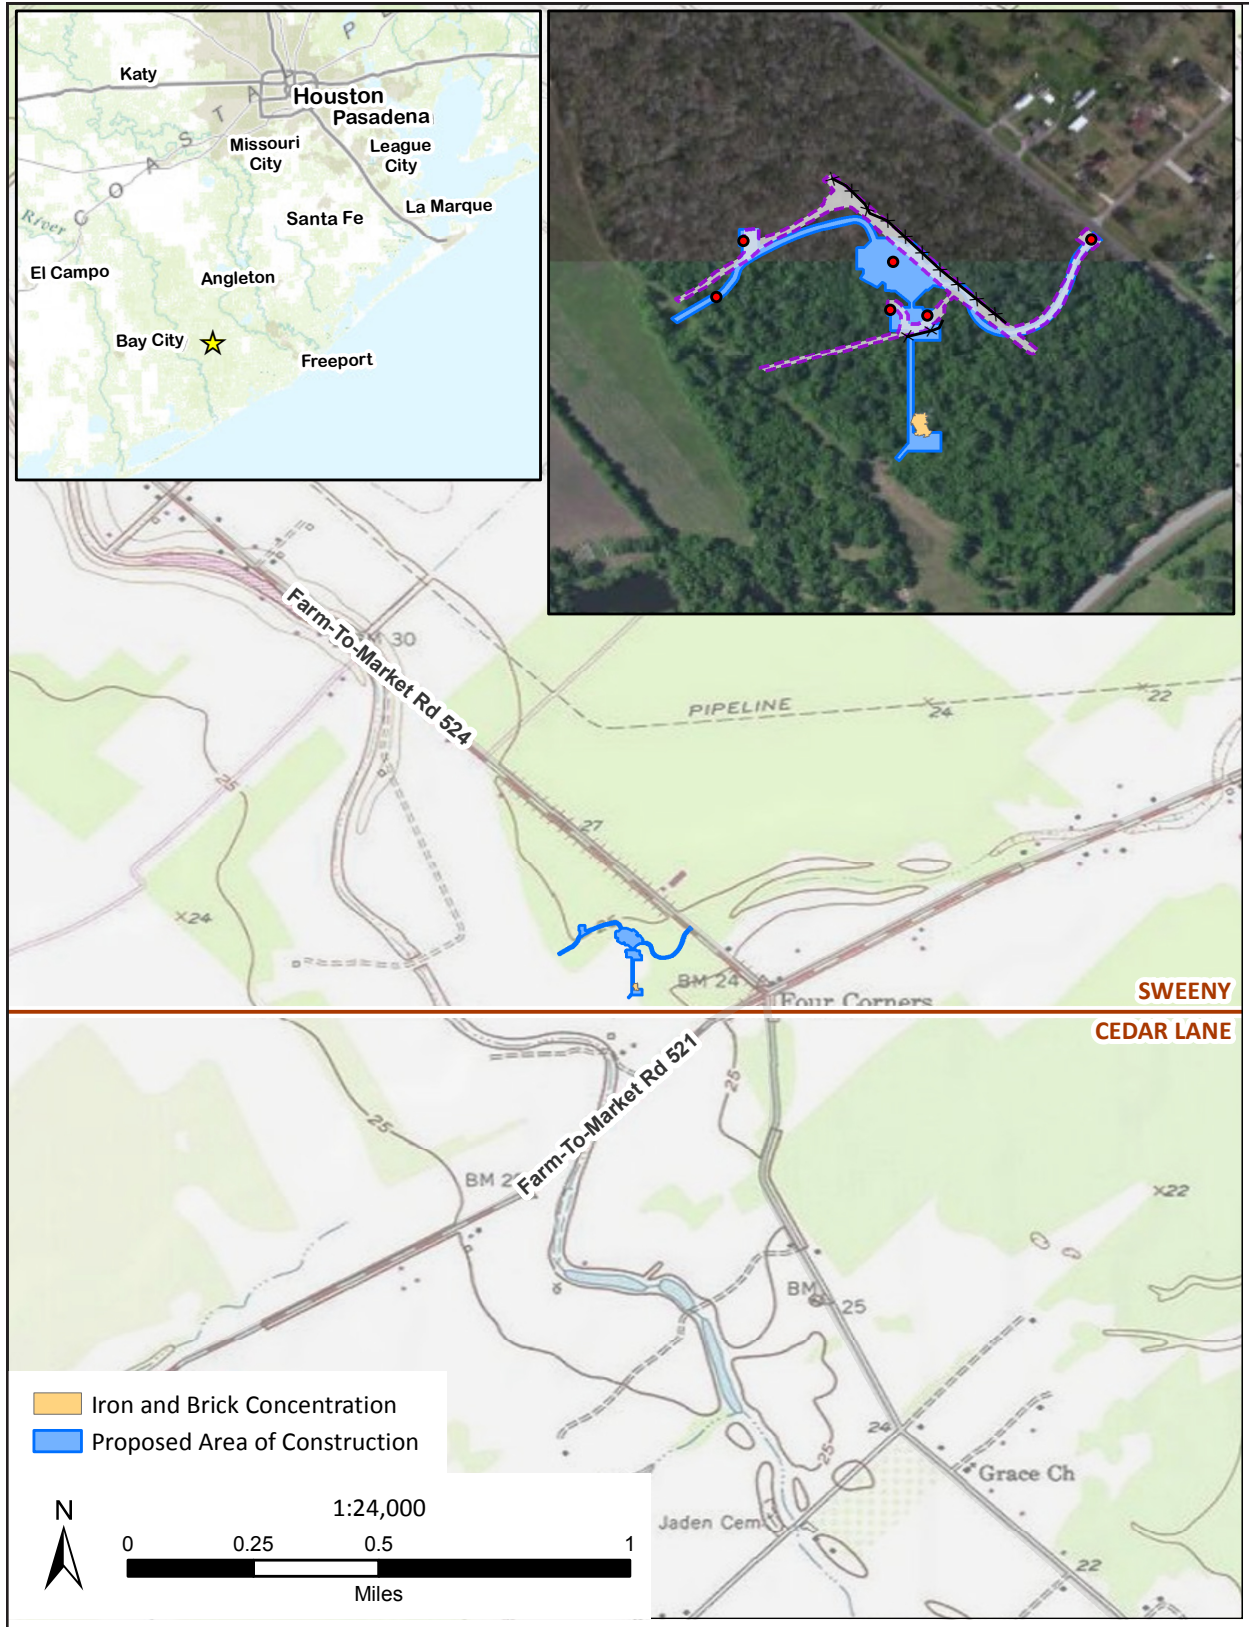 P
Katy
Houston
Pasadena
Missouri
City
League
City
C O A S T A
La Marque
Santa Fe
River
El Campo
Angleton
Bay City
Freeport
Farm-To-Market Rd 524
30
PIPELINE
24
22
25
27
24
BM 24
Four Corners
SWEENY
CEDAR LANE
Farm-To-Market Rd 521
25
25
BM
22
BM
25
Iron and Brick Concentration
Proposed Area of Construction
24
25
Grace Ch
N
1:24,000
Jaden Cem
0 0.25 0.5 1
Miles
22